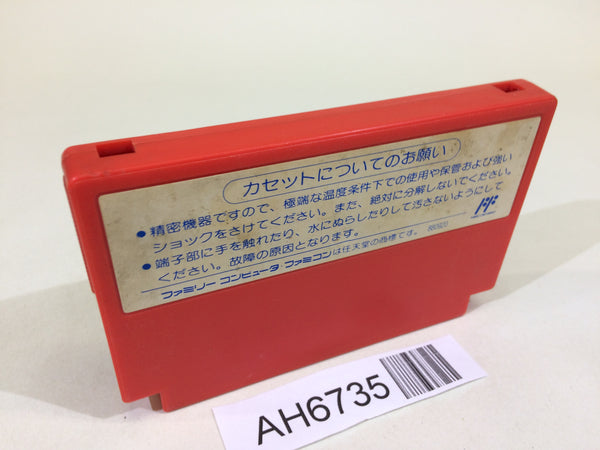 カセットについてのお願い
●精密機器ですので、極端な温度条件下での使用や保管および強い
ショックをさけてください。また、絶対に分解しないでください。
●端子部に手を触れたり、水にぬらしたりして汚さないようにして
ください。故障の原因となります。
ファミリー コンピュータ・ファミコンは任天堂の商標です。
AH6735